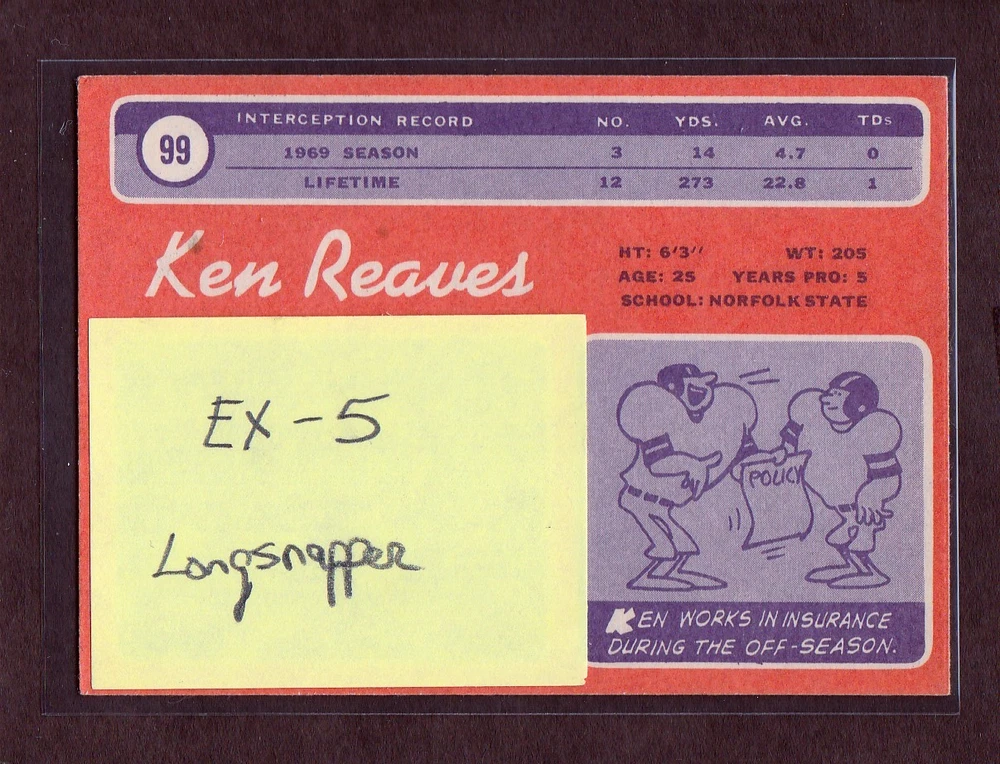 99
INTERCEPTION RECORD NO. YDS. AVG. TDs
1969 SEASON 3 14 4.7 0
LIFETIME 12 273 22.8 1
Ken Reaves
HT: 6'3" WT: 205
AGE: 25 YEARS PRO: 5
SCHOOL: NORFOLK STATE
EX-5
Longsnapper
POLICY
KEN WORKS IN INSURANCE
DURING THE OFF-SEASON.